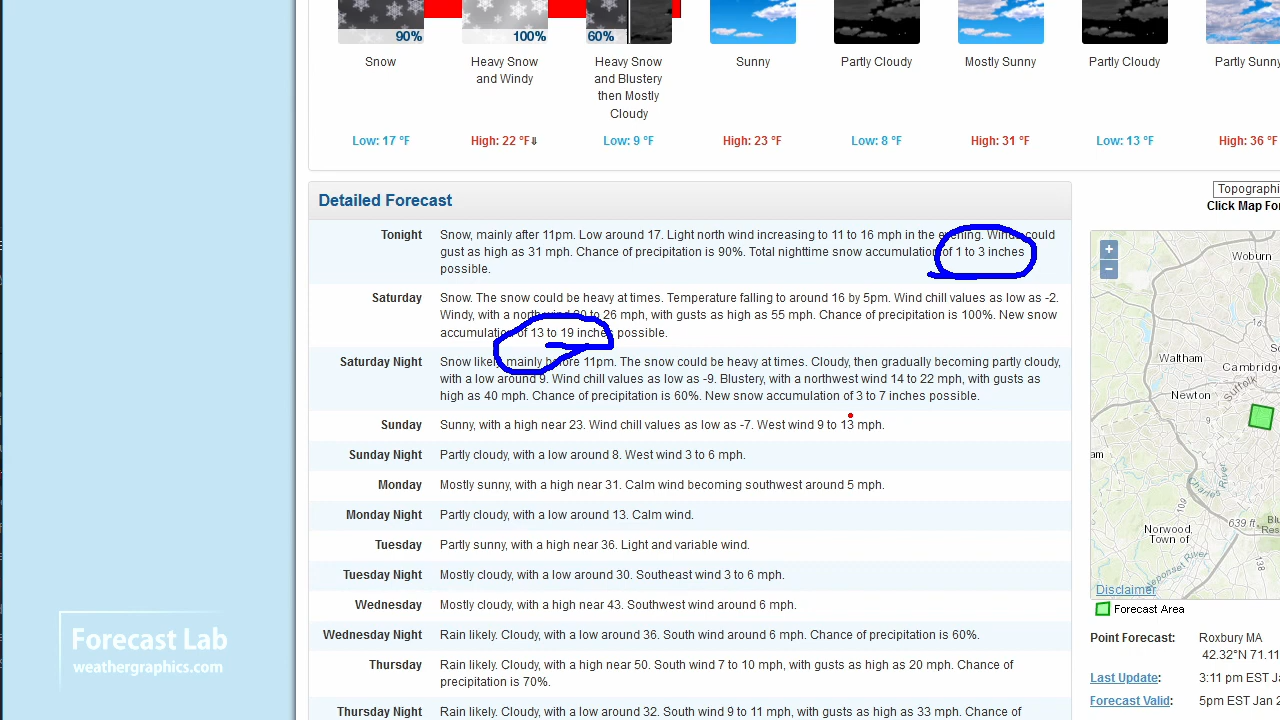 90%
100%
60%
Snow
Heavy Snow
and Windy
Heavy Snow
and Blustery
then Mostly
Cloudy
Sunny
Partly Cloudy
Mostly Sunny
Partly Cloudy
Partly Sunny
Low: 17 °F
High: 22 °F⇓
Low: 9 °F
High: 23 °F
Low: 8 °F
High: 31 °F
Low: 13 °F
High: 36 °F
Detailed Forecast
Tonight
Snow, mainly after 11pm. Low around 17. Light north wind increasing to 11 to 16 mph in the evening. Winds could
gust as high as 31 mph. Chance of precipitation is 90%. Total nighttime snow accumulation of 1 to 3 inches
possible.
Saturday
Snow. The snow could be heavy at times. Temperature falling to around 16 by 5pm. Wind chill values as low as -2.
Windy, with a north wind 20 to 26 mph, with gusts as high as 55 mph. Chance of precipitation is 100%. New snow
accumulation of 13 to 19 inches possible.
Saturday Night
Snow likely, mainly before 11pm. The snow could be heavy at times. Cloudy, then gradually becoming partly cloudy,
with a low around 9. Wind chill values as low as -9. Blustery, with a northwest wind 14 to 22 mph, with gusts as
high as 40 mph. Chance of precipitation is 60%. New snow accumulation of 3 to 7 inches possible.
Sunday
Sunny, with a high near 23. Wind chill values as low as -7. West wind 9 to 13 mph.
Sunday Night
Partly cloudy, with a low around 8. West wind 3 to 6 mph.
Monday
Mostly sunny, with a high near 31. Calm wind becoming southwest around 5 mph.
Monday Night
Partly cloudy, with a low around 13. Calm wind.
Tuesday
Partly sunny, with a high near 36. Light and variable wind.
Tuesday Night
Mostly cloudy, with a low around 30. Southeast wind 3 to 6 mph.
Wednesday
Mostly cloudy, with a high near 43. Southwest wind around 6 mph.
Wednesday Night
Rain likely. Cloudy, with a low around 36. South wind around 6 mph. Chance of precipitation is 60%.
Thursday
Rain likely. Cloudy, with a high near 50. South wind 7 to 10 mph, with gusts as high as 20 mph. Chance of
precipitation is 70%.
Thursday Night
Rain likely. Cloudy, with a low around 32. South wind 9 to 11 mph, with gusts as high as 33 mph. Chance of
Topographi
Click Map For
+
−
Woburn
Waltham
Cambridge
Newton
Suffolk
Charles River
109
Norwood,
Town of
639 ft
138
Neponset River
Disclaimer
Forecast Area
Point Forecast:
Roxbury MA
42.32°N 71.11
Last Update:
3:11 pm EST Ja
Forecast Valid:
5pm EST Jan 2
Forecast Lab
weathergraphics.com